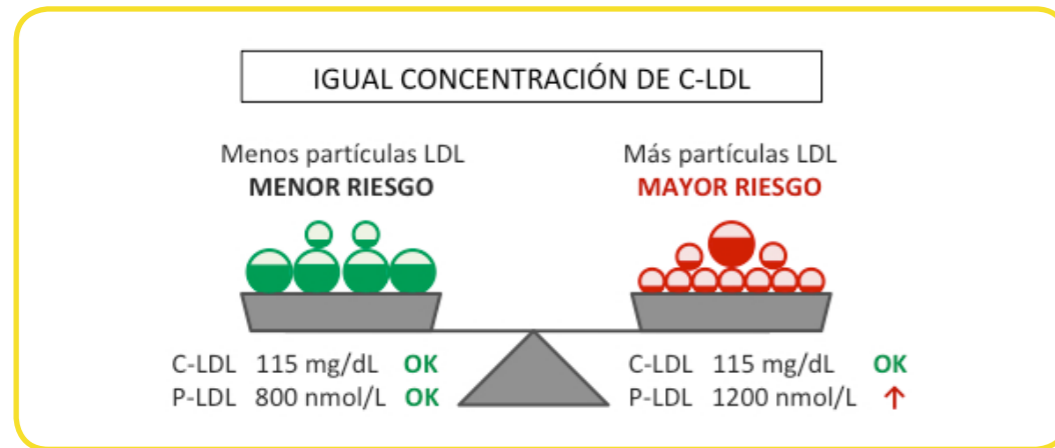 IGUAL CONCENTRACIÓN DE C-LDL
Menos partículas LDL
MENOR RIESGO
Más partículas LDL
MAYOR RIESGO
C-LDL 115 mg/dL OK
P-LDL 800 nmol/L OK
C-LDL 115 mg/dL OK
P-LDL 1200 nmol/L ↑